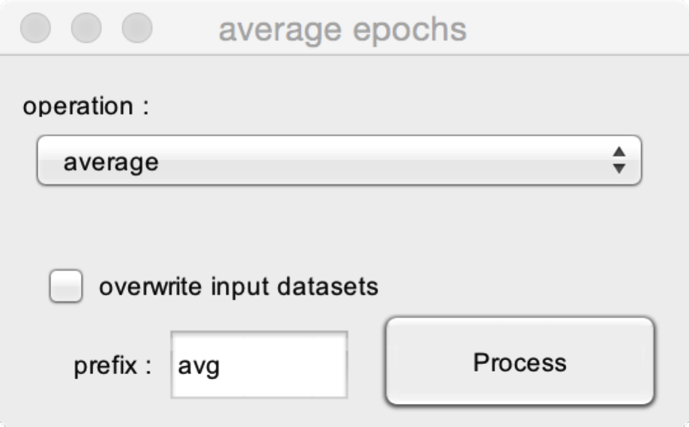 average epochs
operation :
average
overwrite input datasets
prefix :
avg
Process